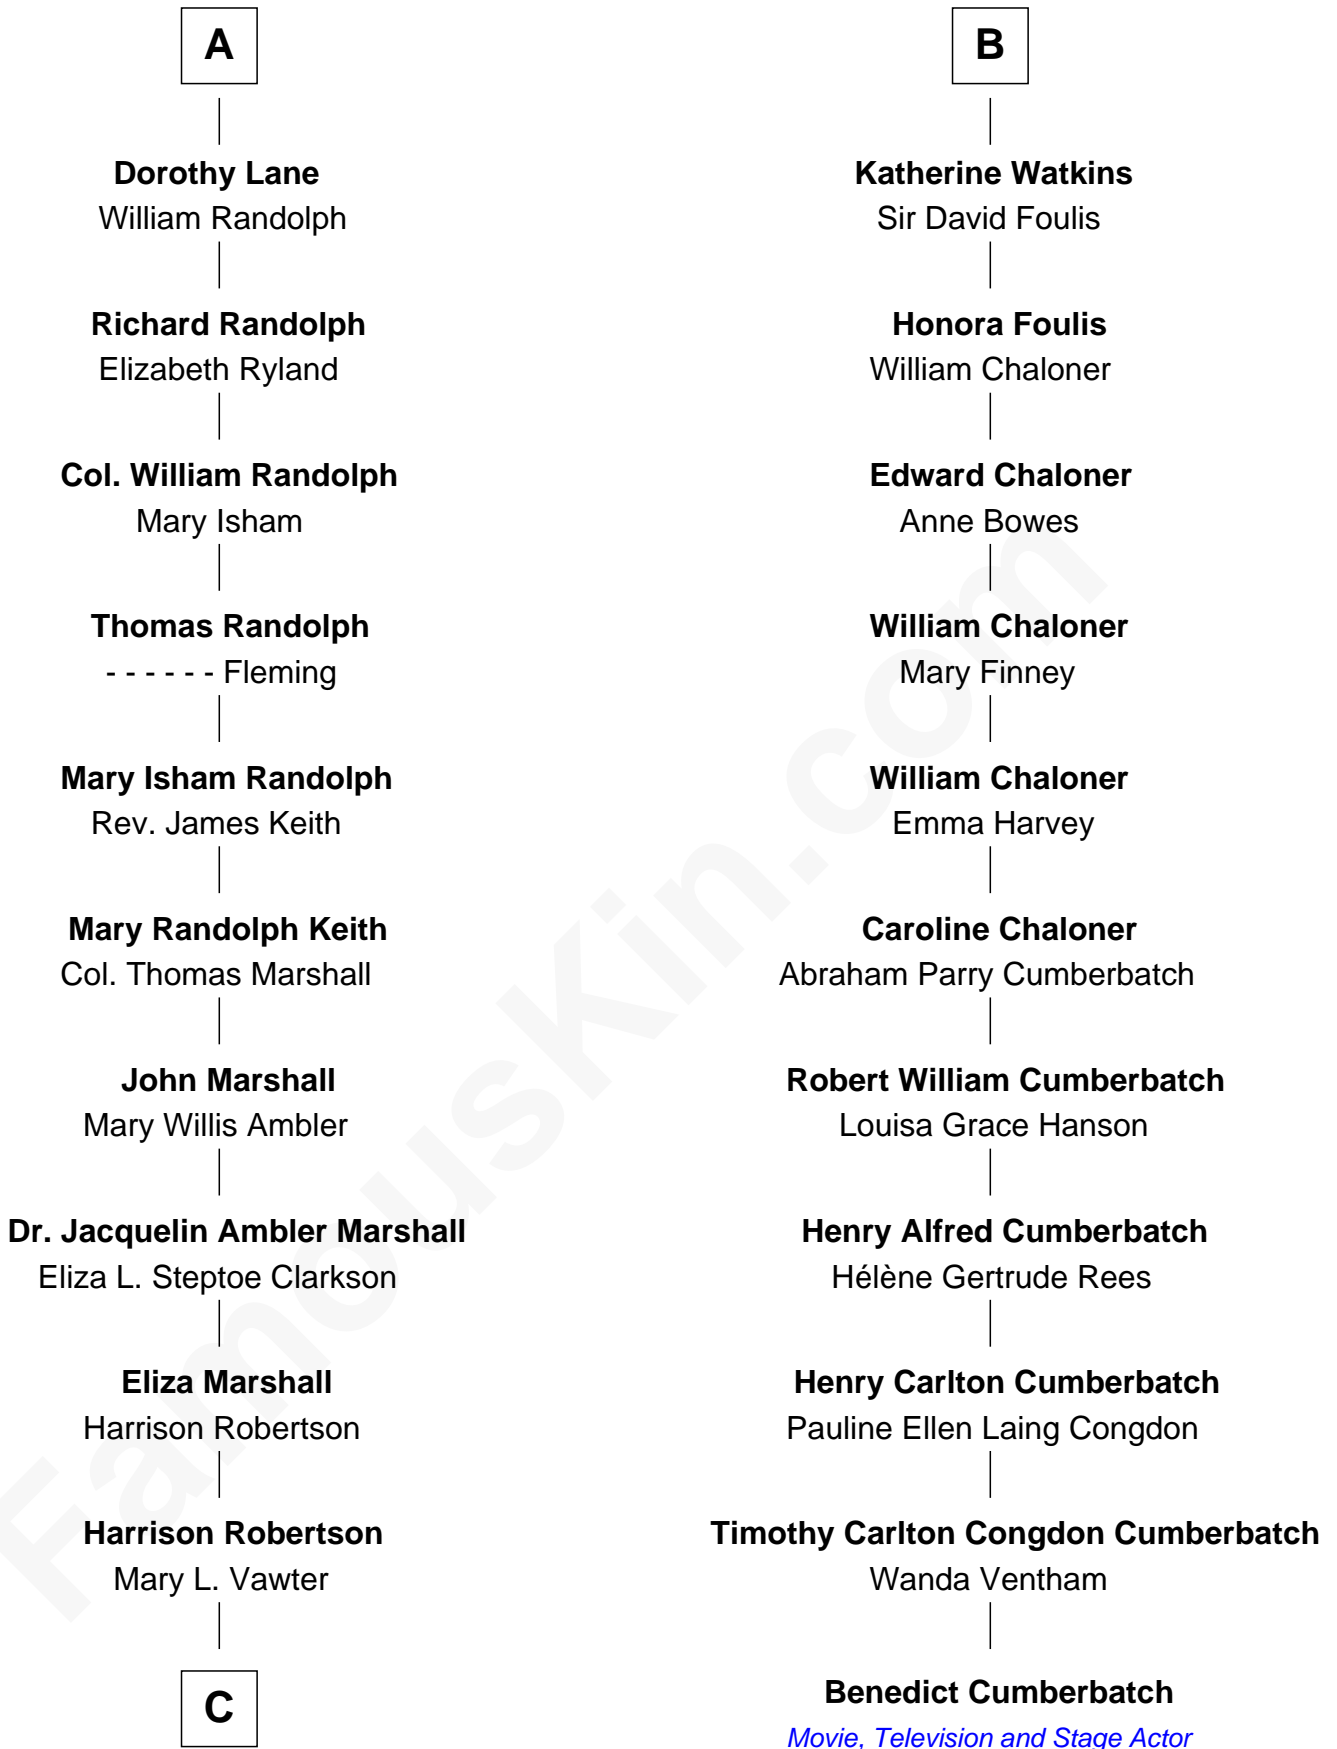 A
Dorothy Lane
William Randolph
Richard Randolph
Elizabeth Ryland
Col. William Randolph
Mary Isham
Thomas Randolph
- - - - - - Fleming
Mary Isham Randolph
Rev. James Keith
Mary Randolph Keith
Col. Thomas Marshall
John Marshall
Mary Willis Ambler
Dr. Jacquelin Ambler Marshall
Eliza L. Steptoe Clarkson
Eliza Marshall
Harrison Robertson
Harrison Robertson
Mary L. Vawter
C
B
Katherine Watkins
Sir David Foulis
Honora Foulis
William Chaloner
Edward Chaloner
Anne Bowes
William Chaloner
Mary Finney
William Chaloner
Emma Harvey
Caroline Chaloner
Abraham Parry Cumberbatch
Robert William Cumberbatch
Louisa Grace Hanson
Henry Alfred Cumberbatch
Hélène Gertrude Rees
Henry Carlton Cumberbatch
Pauline Ellen Laing Congdon
Timothy Carlton Congdon Cumberbatch
Wanda Ventham
Benedict Cumberbatch
Movie, Television and Stage Actor
FamousKin.com